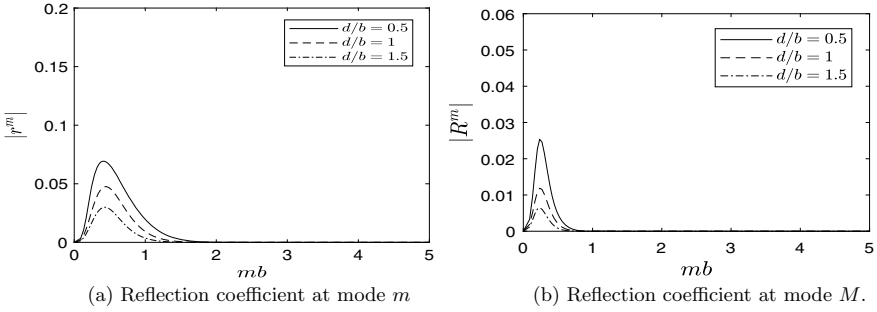 0.2
0.15
0.1
0.05
0
|r^m|
d/b = 0.5
d/b = 1
d/b = 1.5
0 1 2 3 4 5
mb
(a) Reflection coefficient at mode m
0.06
0.05
0.04
0.03
0.02
0.01
0
|R^m|
d/b = 0.5
d/b = 1
d/b = 1.5
0 1 2 3 4 5
mb
(b) Reflection coefficient at mode M.